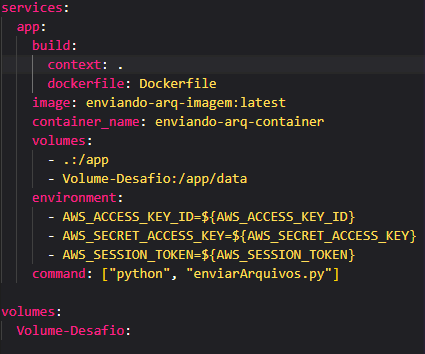 services:
  app:
    build:
      context: .
      dockerfile: Dockerfile
    image: enviando-arq-imagem:latest
    container_name: enviando-arq-container
    volumes:
      - .:/app
      - Volume-Desafio:/app/data
    environment:
      - AWS_ACCESS_KEY_ID=${AWS_ACCESS_KEY_ID}
      - AWS_SECRET_ACCESS_KEY=${AWS_SECRET_ACCESS_KEY}
      - AWS_SESSION_TOKEN=${AWS_SESSION_TOKEN}
    command: ["python", "enviarArquivos.py"]

volumes:
  Volume-Desafio: